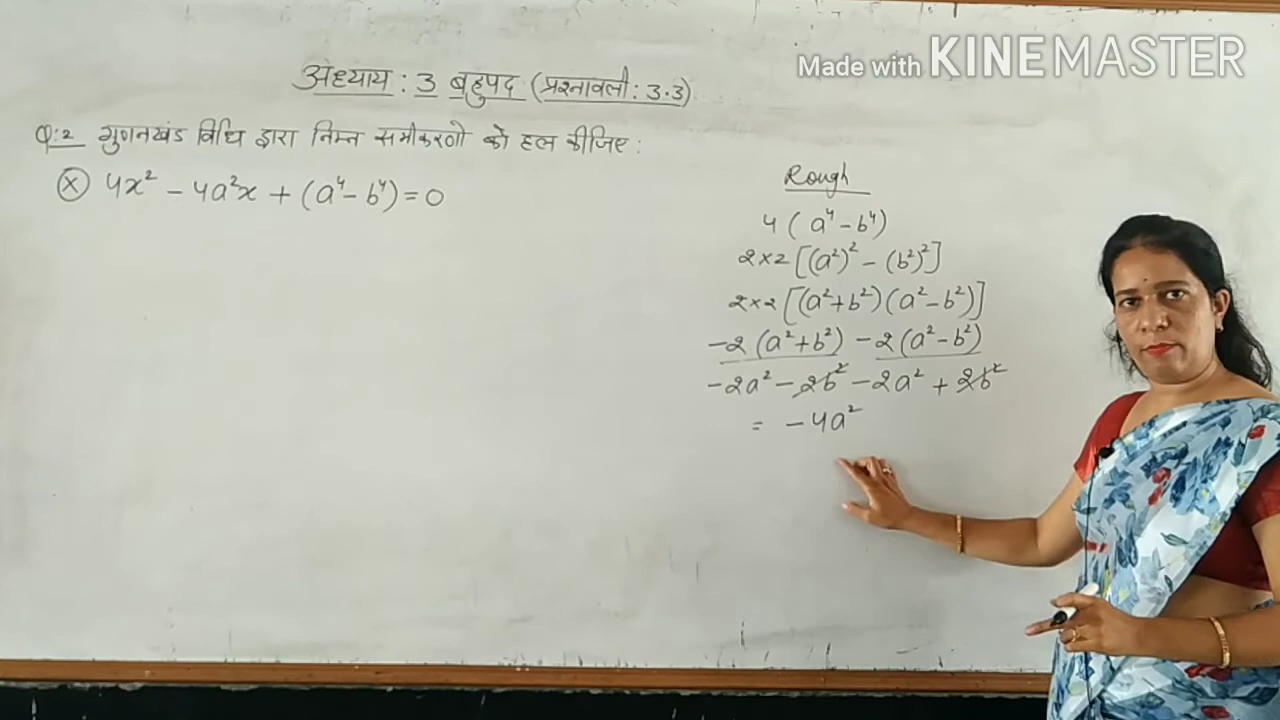 Made with KINEMASTER
अध्याय : 3 बहुपद (प्रश्नावली : 3.3)
Q:2 गुणनखंड विधि द्वारा निम्न समीकरणो को हल कीजिए :
(x) 4x² - 4a²x + (a⁴ - b⁴) = 0
Rough
4 ( a⁴ - b⁴)
2×2 [(a²)² - (b²)²]
2×2 [(a²+b²)(a²-b²)]
-2 (a²+b²) -2(a²-b²)
-2a² - 2b² - 2a² + 2b²
= -4a²